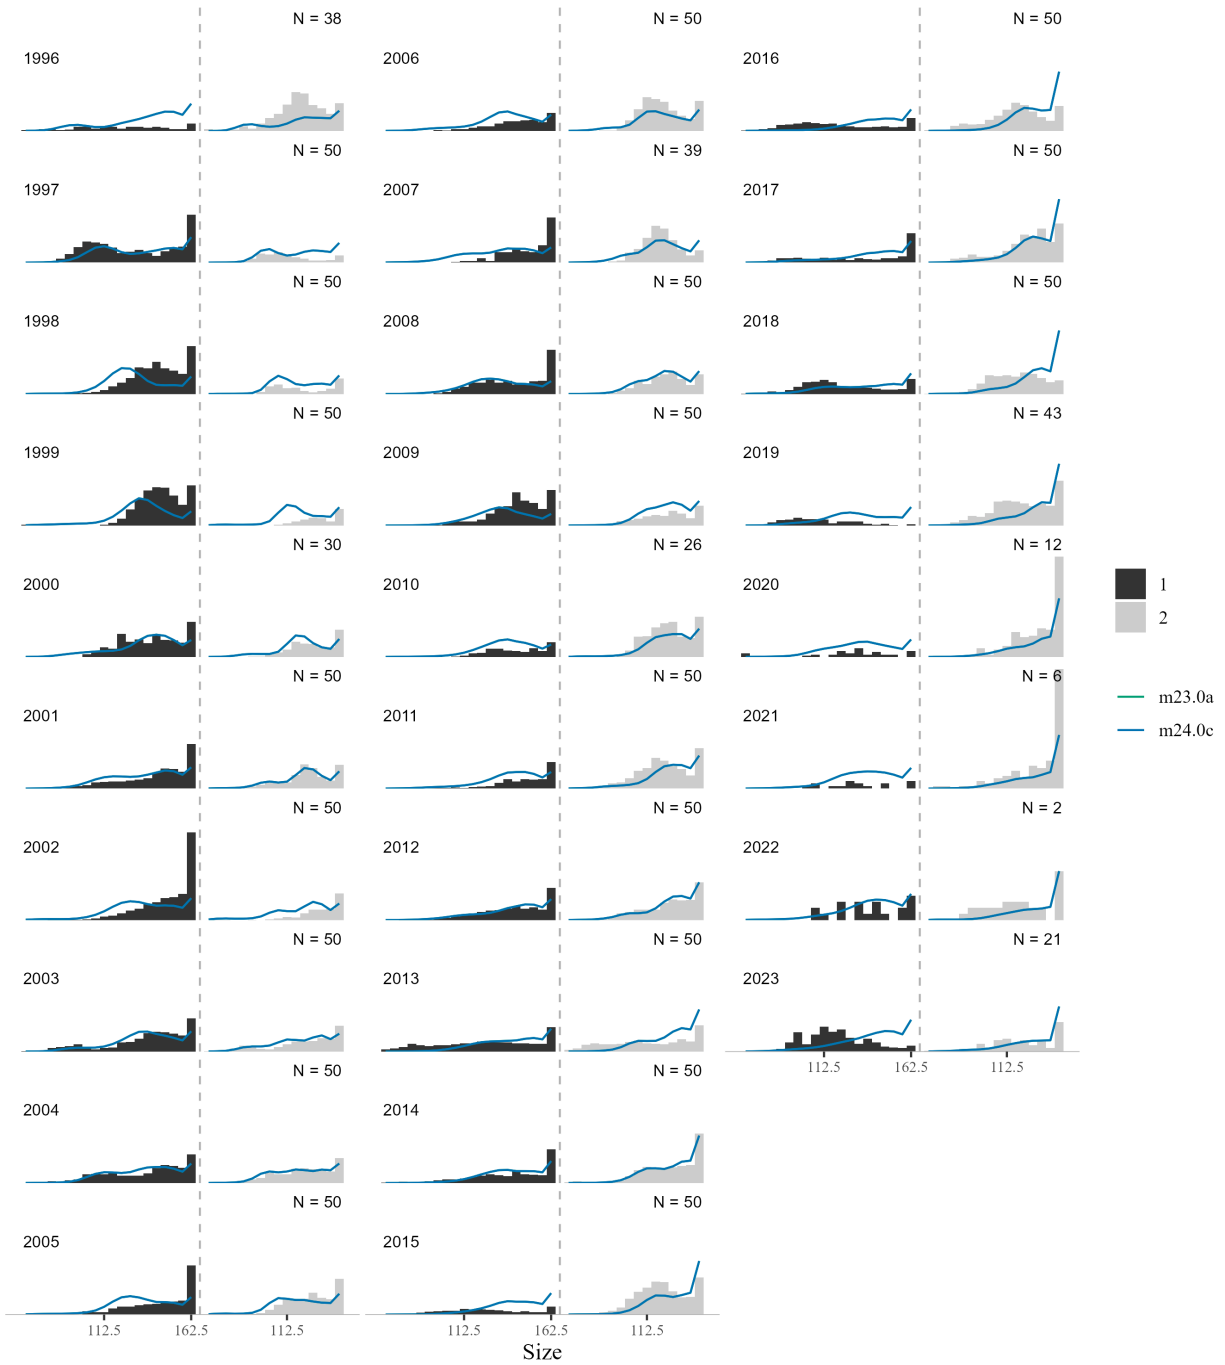 N = 38 N = 50 N = 50
1996 2006 2016
N = 50 N = 39 N = 50
1997 2007 2017
N = 50 N = 50 N = 50
1998 2008 2018
N = 50 N = 50 N = 43
1999 2009 2019
N = 30 N = 26 N = 12
2000 2010 2020
1
2
N = 50 N = 50 N = 6
m23.0a
2001 2011 2021
m24.0c
N = 50 N = 50 N = 2
2002 2012 2022
N = 50 N = 50 N = 21
2003 2013 2023
112.5 162.5 112.5
N = 50 N = 50
2004 2014
N = 50 N = 50
2005 2015
112.5 162.5 112.5 112.5 162.5 112.5
Size